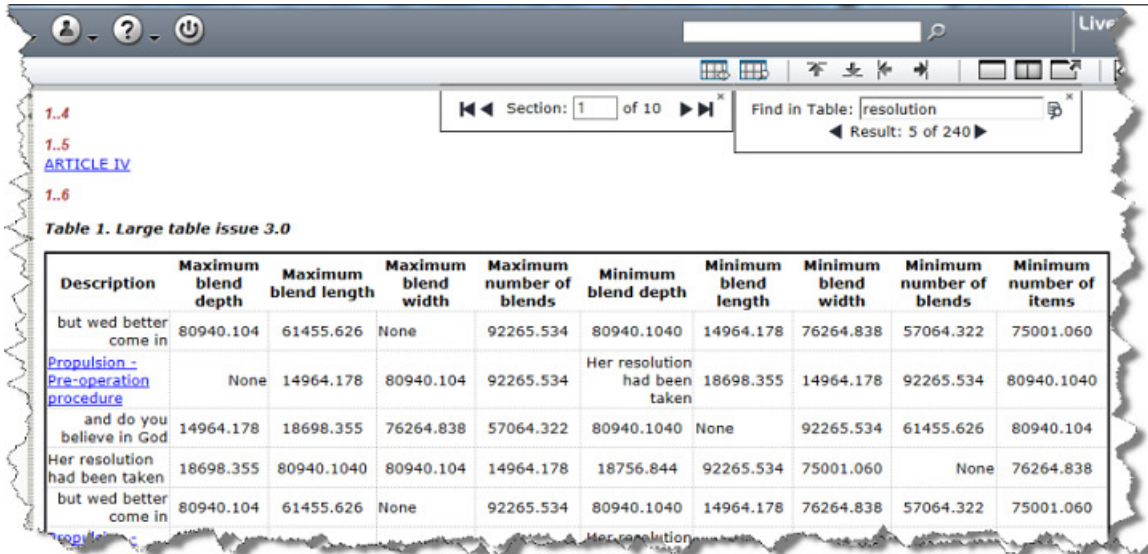 Live
Section: 1 of 10
Find in Table: resolution
Result: 5 of 240
1..4
1..5
ARTICLE IV
1..6
Table 1. Large table issue 3.0
Description Maximum blend depth Maximum blend length Maximum blend width Maximum number of blends Minimum blend depth Minimum blend length Minimum blend width Minimum number of blends Minimum number of items
but wed better come in 80940.104 61455.626 None 92265.534 80940.1040 14964.178 76264.838 57064.322 75001.060
Propulsion - Pre-operation procedure None 14964.178 80940.104 92265.534 Her resolution had been taken 18698.355 14964.178 92265.534 80940.1040
and do you believe in God 14964.178 18698.355 76264.838 57064.322 80940.1040 None 92265.534 61455.626 80940.104
Her resolution had been taken 18698.355 80940.1040 80940.104 14964.178 18756.844 92265.534 75001.060 None 76264.838
but wed better come in 80940.104 61455.626 None 92265.534 80940.1040 14964.178 76264.838 57064.322 75001.060